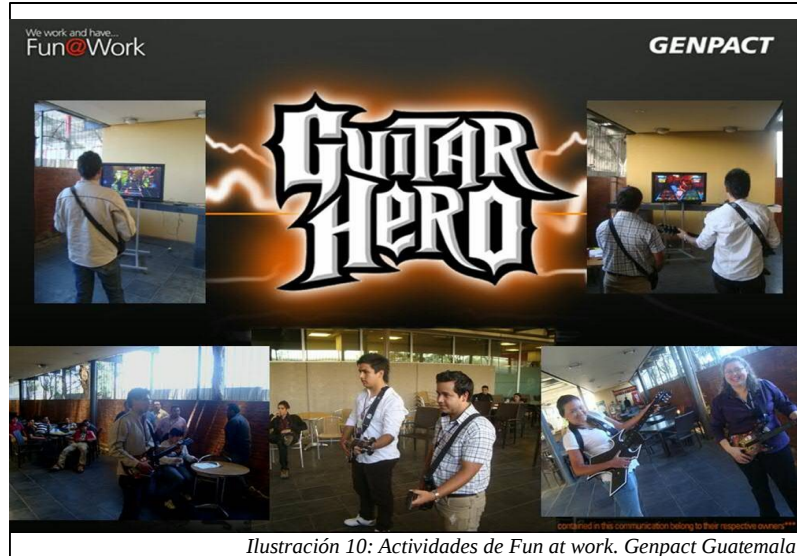 We work and have...
Fun@Work
GENPACT
GUITAR
HERO
contained in this communication belong to their respective owners***
Ilustración 10: Actividades de Fun at work. Genpact Guatemala